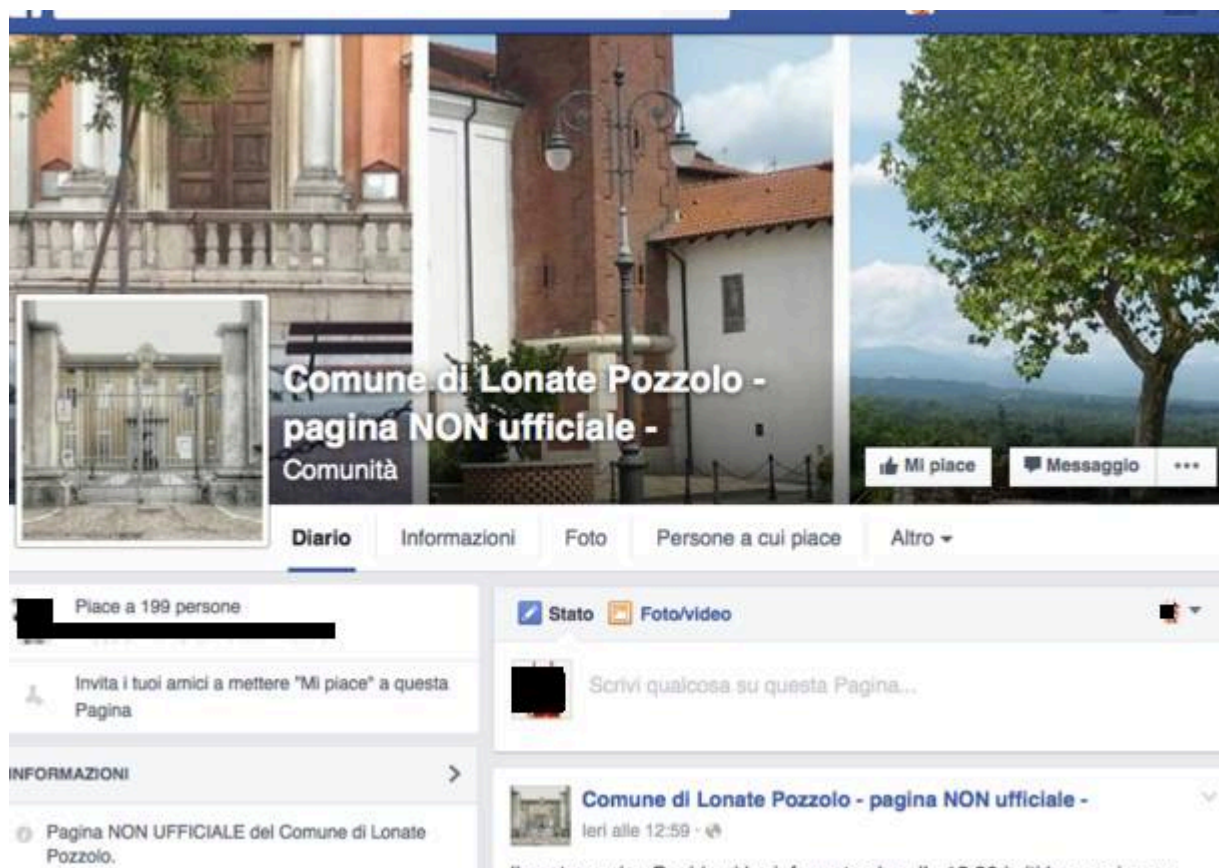 Comune di Lonate Pozzolo -
pagina NON ufficiale -
Comunità
Mi piace
Messaggio
Diario
Informazioni
Foto
Persone a cui piace
Altro
Piace a 199 persone
Invita i tuoi amici a mettere "Mi piace" a questa
Pagina
INFORMAZIONI
Pagina NON UFFICIALE del Comune di Lonate
Pozzolo.
Stato
Foto/video
Scrivi qualcosa su questa Pagina...
Comune di Lonate Pozzolo - pagina NON ufficiale -
Ieri alle 12:59